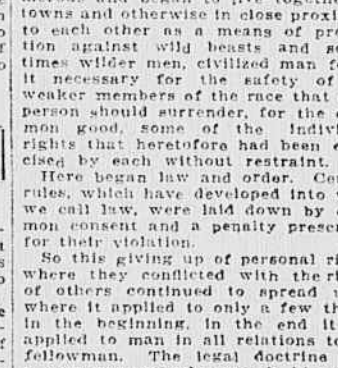 towns and otherwise in close proxi
to each other as a means of pro
tion against wild beasts and so
times wilder men, civilized man fo
it necessary for the safety of
weaker members of the race that
person should surrender, for the
mon good, some of the indivi
rights that heretofore had been e
cised by each without restraint.
Here began law and order. Ce
rules, which have developed into
we call law, were laid down by
mon consent and a penalty presc
for their violation.
So this giving up of personal ri
where they conflicted with the ri
of others continued to spread
where it applied to only a few th
in the beginning, in the end it
applied to man in all relations to
fellowman. The legal doctrine